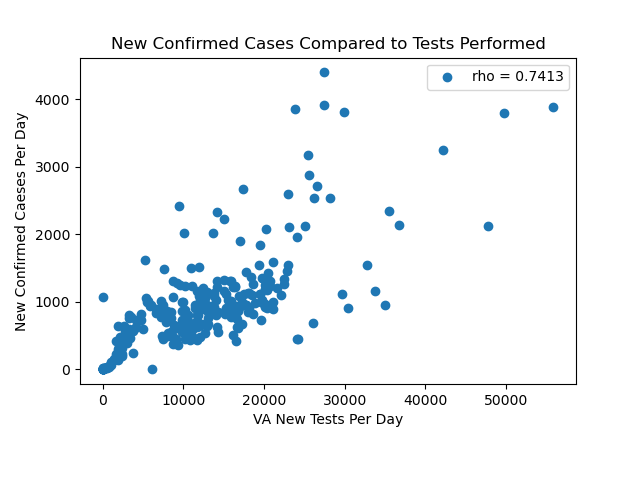 New Confirmed Cases Compared to Tests Performed
rho = 0.7413
New Confirmed Caeses Per Day
4000
3000
2000
1000
0
0 10000 20000 30000 40000 50000
VA New Tests Per Day